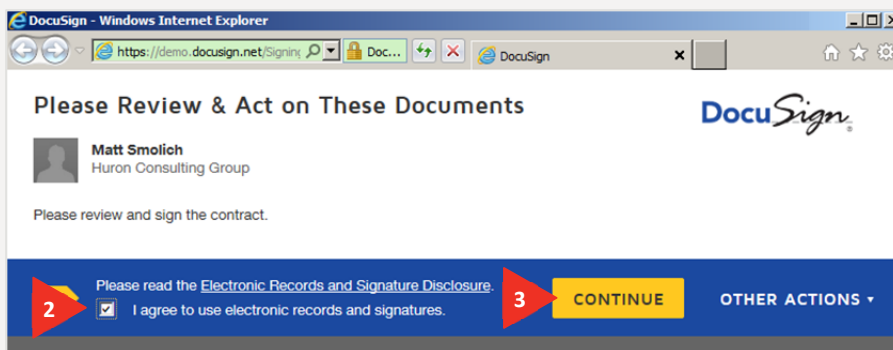 DocuSign - Windows Internet Explorer
https://demo.docusign.net/Signing Doc... DocuSign
Please Review & Act on These Documents
DocuSign
Matt Smolich
Huron Consulting Group
Please review and sign the contract.
Please read the Electronic Records and Signature Disclosure.
2 I agree to use electronic records and signatures.
3 CONTINUE OTHER ACTIONS